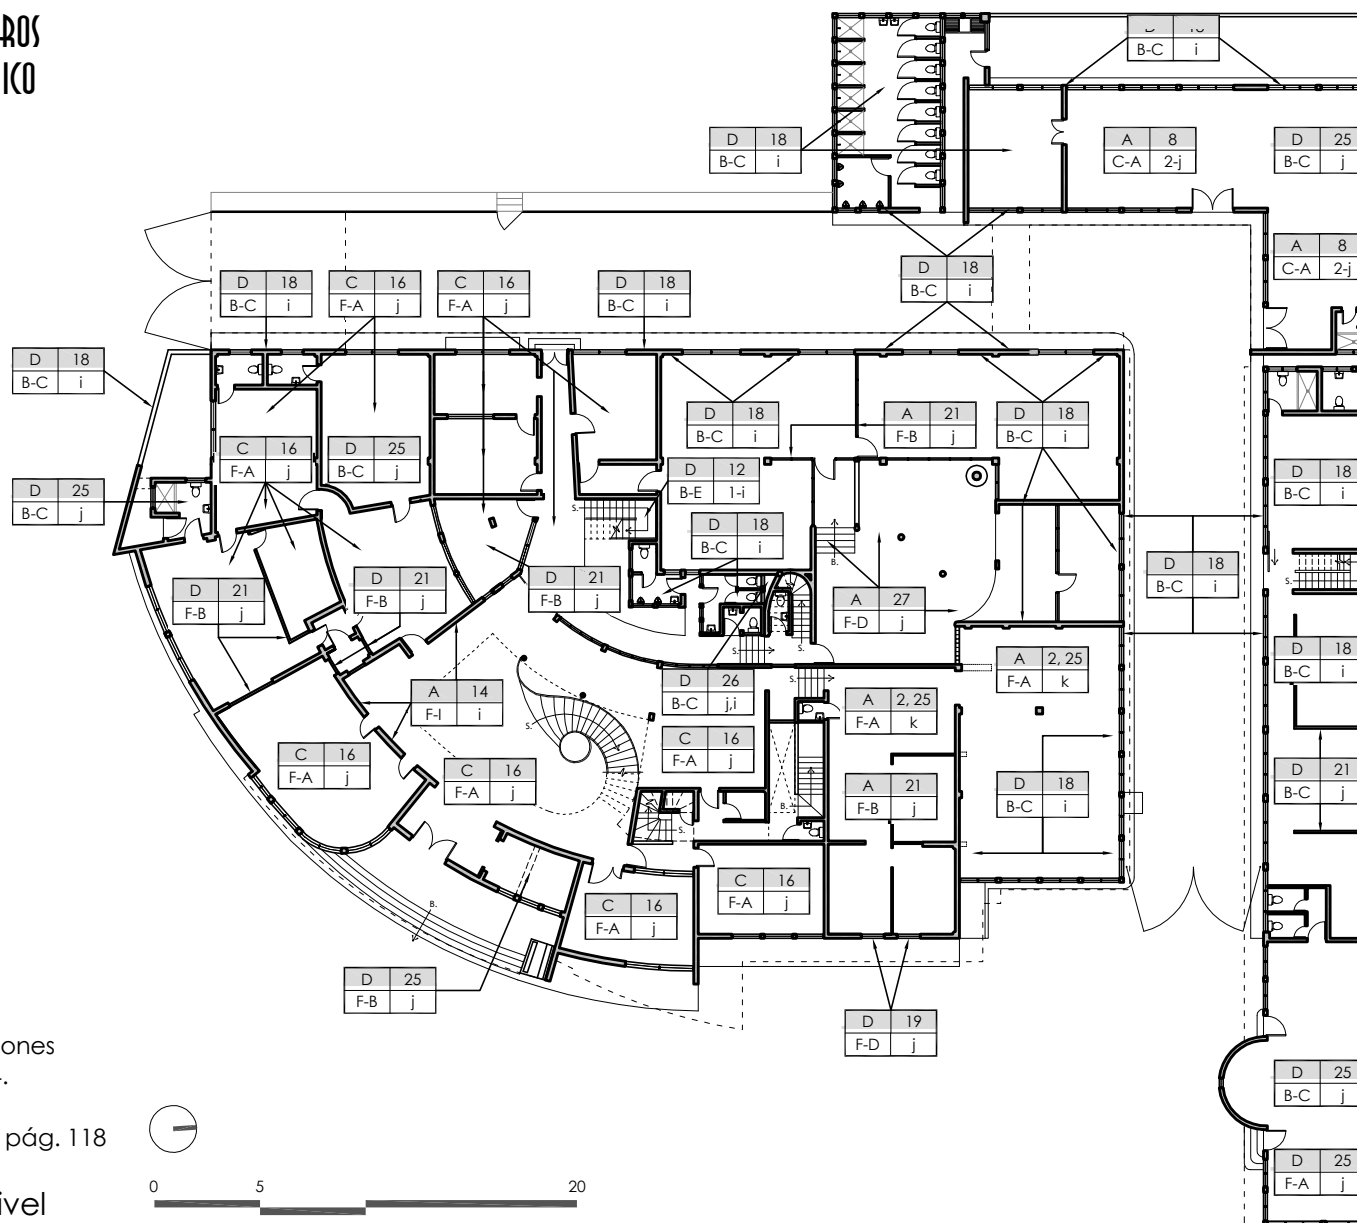 ROS
ICO
B-C i
D 18
B-C i
A 8
C-A 2-j
D 25
B-C j
A 8
C-A 2-j
D 18
B-C i
D 18
B-C i
C 16
F-A j
C 16
F-A j
D 18
B-C i
D 18
B-C i
D 18
B-C i
A 21
F-B j
D 18
B-C i
C 16
F-A j
D 25
B-C j
D 12
B-E 1-i
D 18
B-C i
D 25
B-C j
S.
D 18
B-C i
B.
D 18
B-C i
S.
D 21
F-B j
D 21
F-B j
D 21
F-B j
A 27
F-D j
S.
S.
D 18
B-C i
A 2, 25
F-A k
S.
D 26
B-C j,i
A 14
F-I i
A 2, 25
F-A k
S.
C 16
F-A j
C 16
F-A j
C 16
F-A j
A 21
F-B j
D 18
B-C i
D 21
B-C j
B.
S.
C 16
F-A j
C 16
F-A j
B.
D 25
F-B j
D 19
F-D j
ones
D 25
B-C j
pág. 118
D 25
F-A j
0 5 20
ivel